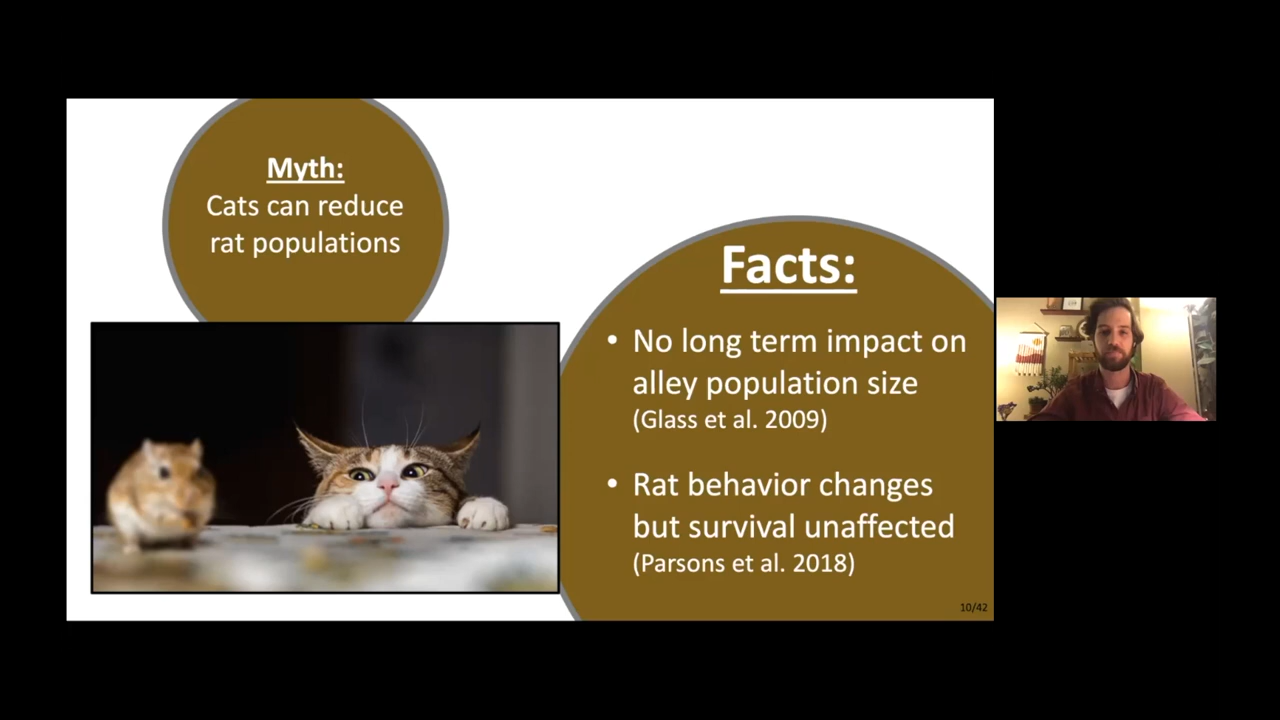 Myth:
Cats can reduce
rat populations
Facts:
• No long term impact on
alley population size
(Glass et al. 2009)
• Rat behavior changes
but survival unaffected
(Parsons et al. 2018)
10/42